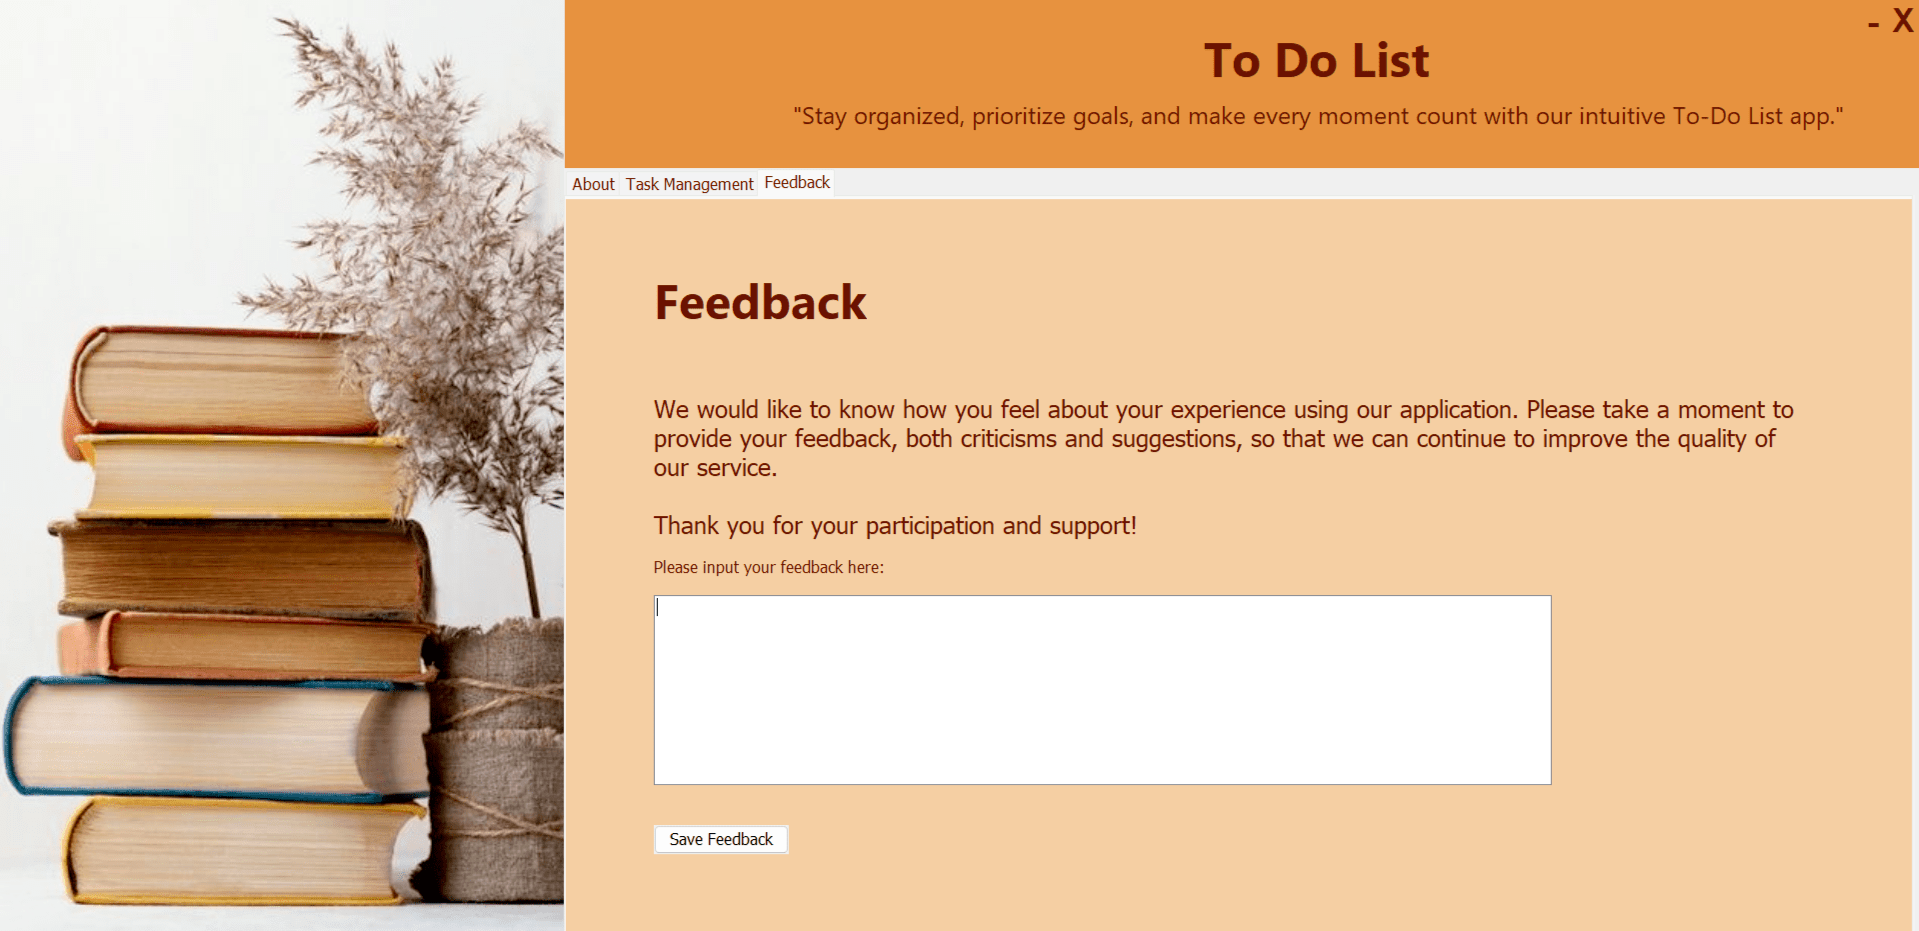 - X
To Do List
"Stay organized, prioritize goals, and make every moment count with our intuitive To-Do List app."
About Task Management Feedback
Feedback
We would like to know how you feel about your experience using our application. Please take a moment to
provide your feedback, both criticisms and suggestions, so that we can continue to improve the quality of
our service.
Thank you for your participation and support!
Please input your feedback here:
Save Feedback